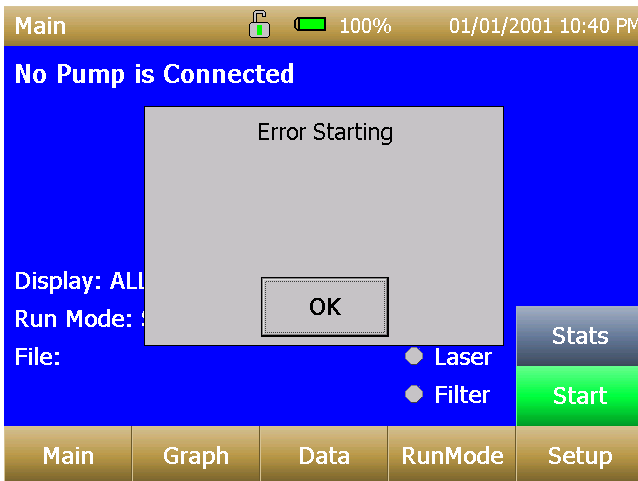 Main 100% 01/01/2001 10:40 PM
No Pump is Connected
Error Starting
Display: ALL
Run Mode:
OK
Stats
File:
Laser
Filter
Start
Main Graph Data RunMode Setup